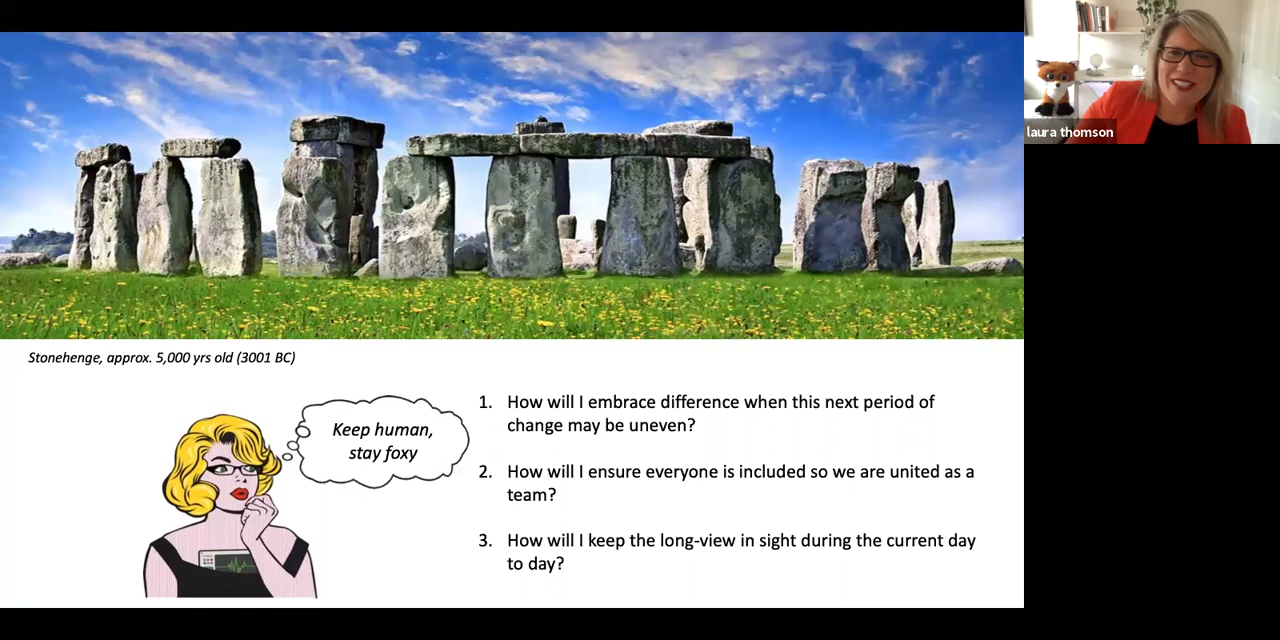 laura thomson
Stonehenge, approx. 5,000 yrs old (3001 BC)
Keep human,
stay foxy
1. How will I embrace difference when this next period of
change may be uneven?
2. How will I ensure everyone is included so we are united as a
team?
3. How will I keep the long-view in sight during the current day
to day?